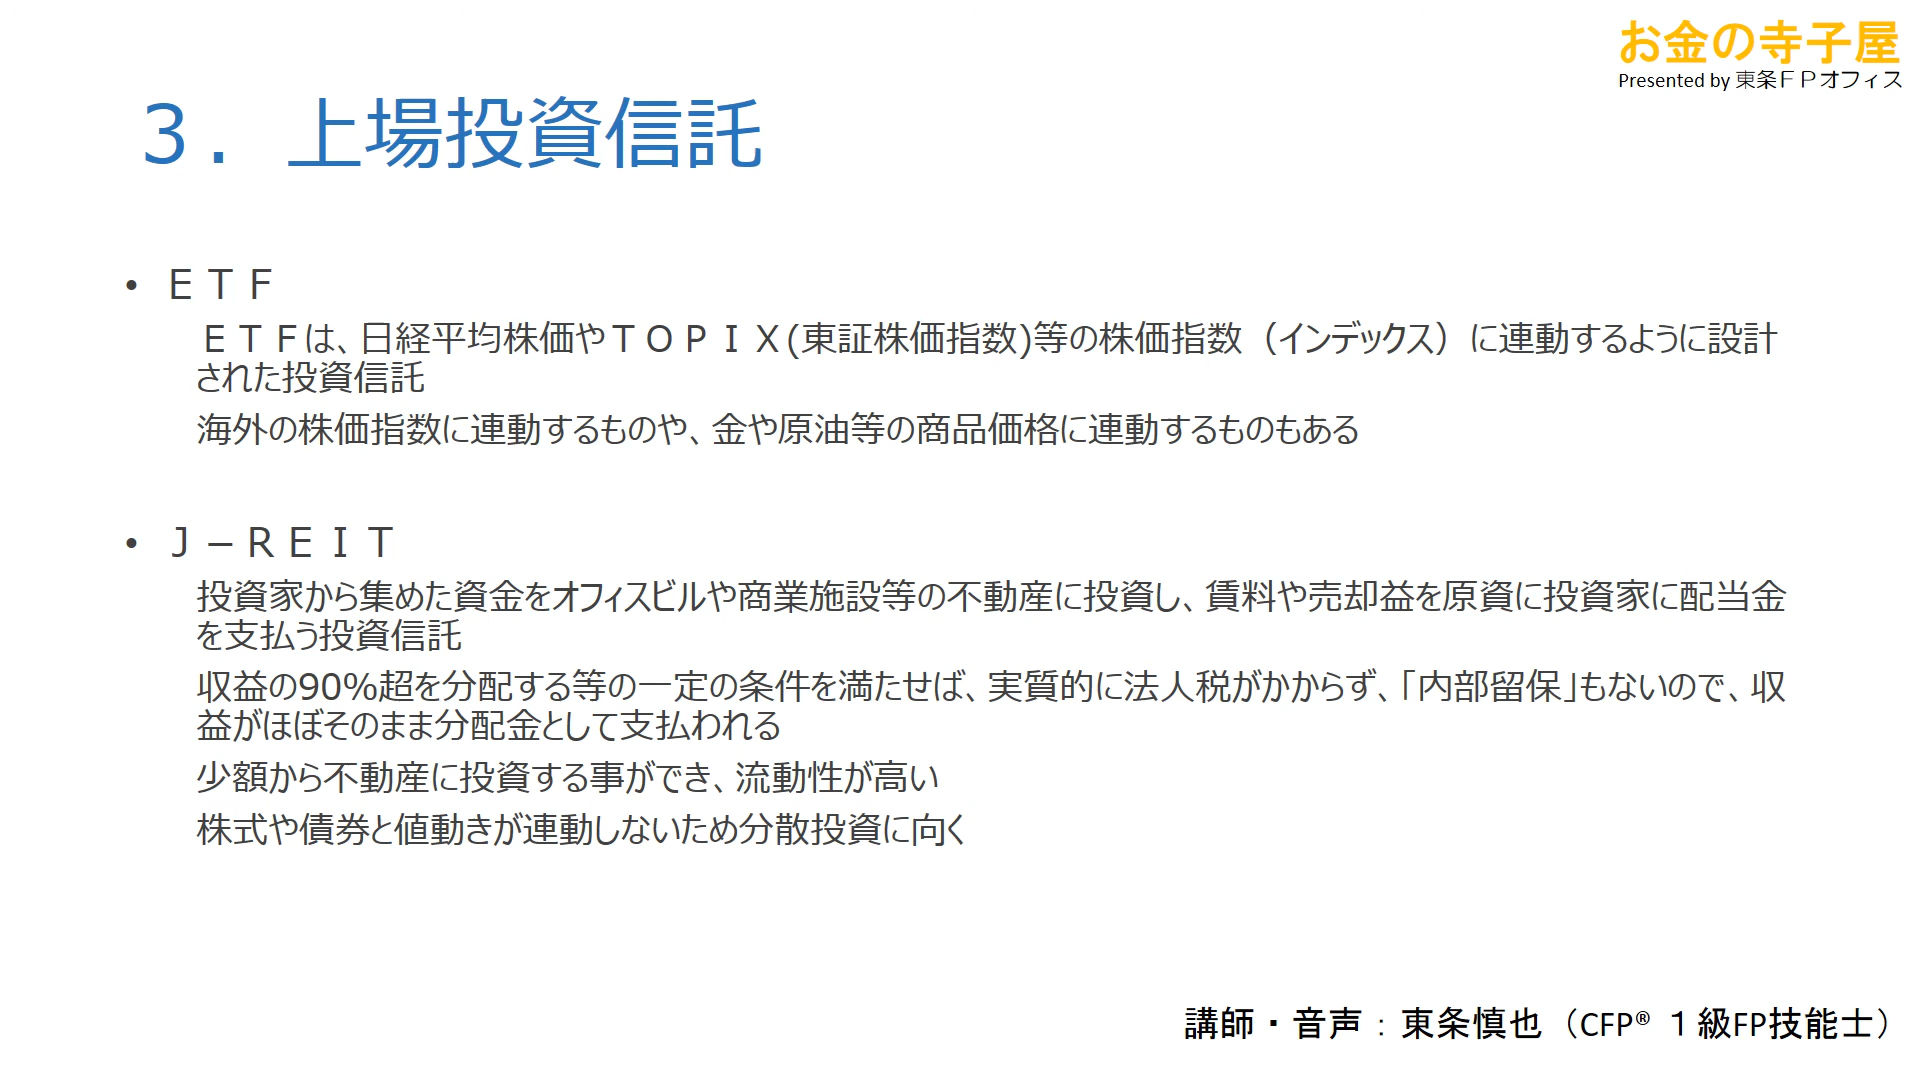 お金の寺子屋
Presented by 東条ＦＰオフィス
３．上場投資信託
• ＥＴＦ
ＥＴＦは、日経平均株価やＴＯＰＩＸ(東証株価指数)等の株価指数（インデックス）に連動するように設計
された投資信託
海外の株価指数に連動するものや、金や原油等の商品価格に連動するものもある
• Ｊ－ＲＥＩＴ
投資家から集めた資金をオフィスビルや商業施設等の不動産に投資し、賃料や売却益を原資に投資家に配当金
を支払う投資信託
収益の90％超を分配する等の一定の条件を満たせば、実質的に法人税がかからず、「内部留保」もないので、収
益がほぼそのまま分配金として支払われる
少額から不動産に投資する事ができ、流動性が高い
株式や債券と値動きが連動しないため分散投資に向く
講師・音声：東条慎也（CFP® １級FP技能士）